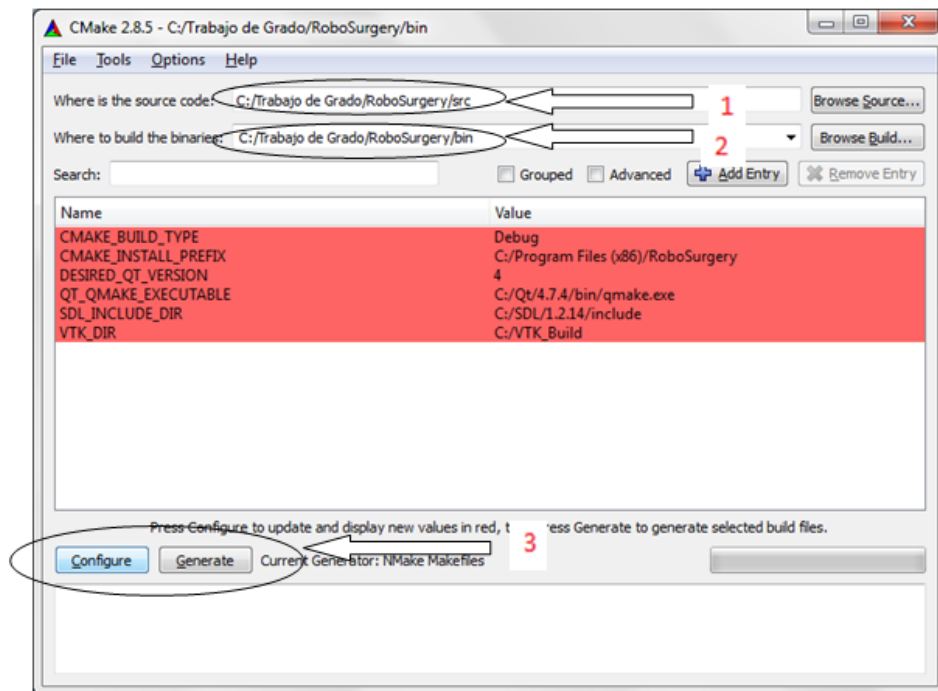 CMake 2.8.5 - C:/Trabajo de Grado/RoboSurgery/bin
File Tools Options Help
Where is the source code: C:/Trabajo de Grado/RoboSurgery/src 1 Browse Source...
Where to build the binaries: C:/Trabajo de Grado/RoboSurgery/bin 2 Browse Build...
Search: Grouped Advanced Add Entry Remove Entry
Name Value
CMAKE_BUILD_TYPE Debug
CMAKE_INSTALL_PREFIX C:/Program Files (x86)/RoboSurgery
DESIRED_QT_VERSION 4
QT_QMAKE_EXECUTABLE C:/Qt/4.7.4/bin/qmake.exe
SDL_INCLUDE_DIR C:/SDL/1.2.14/include
VTK_DIR C:/VTK_Build
Press Configure to update and display new values in red, ress Generate to generate selected build files.
Configure Generate Current Generator: NMake Makefiles 3